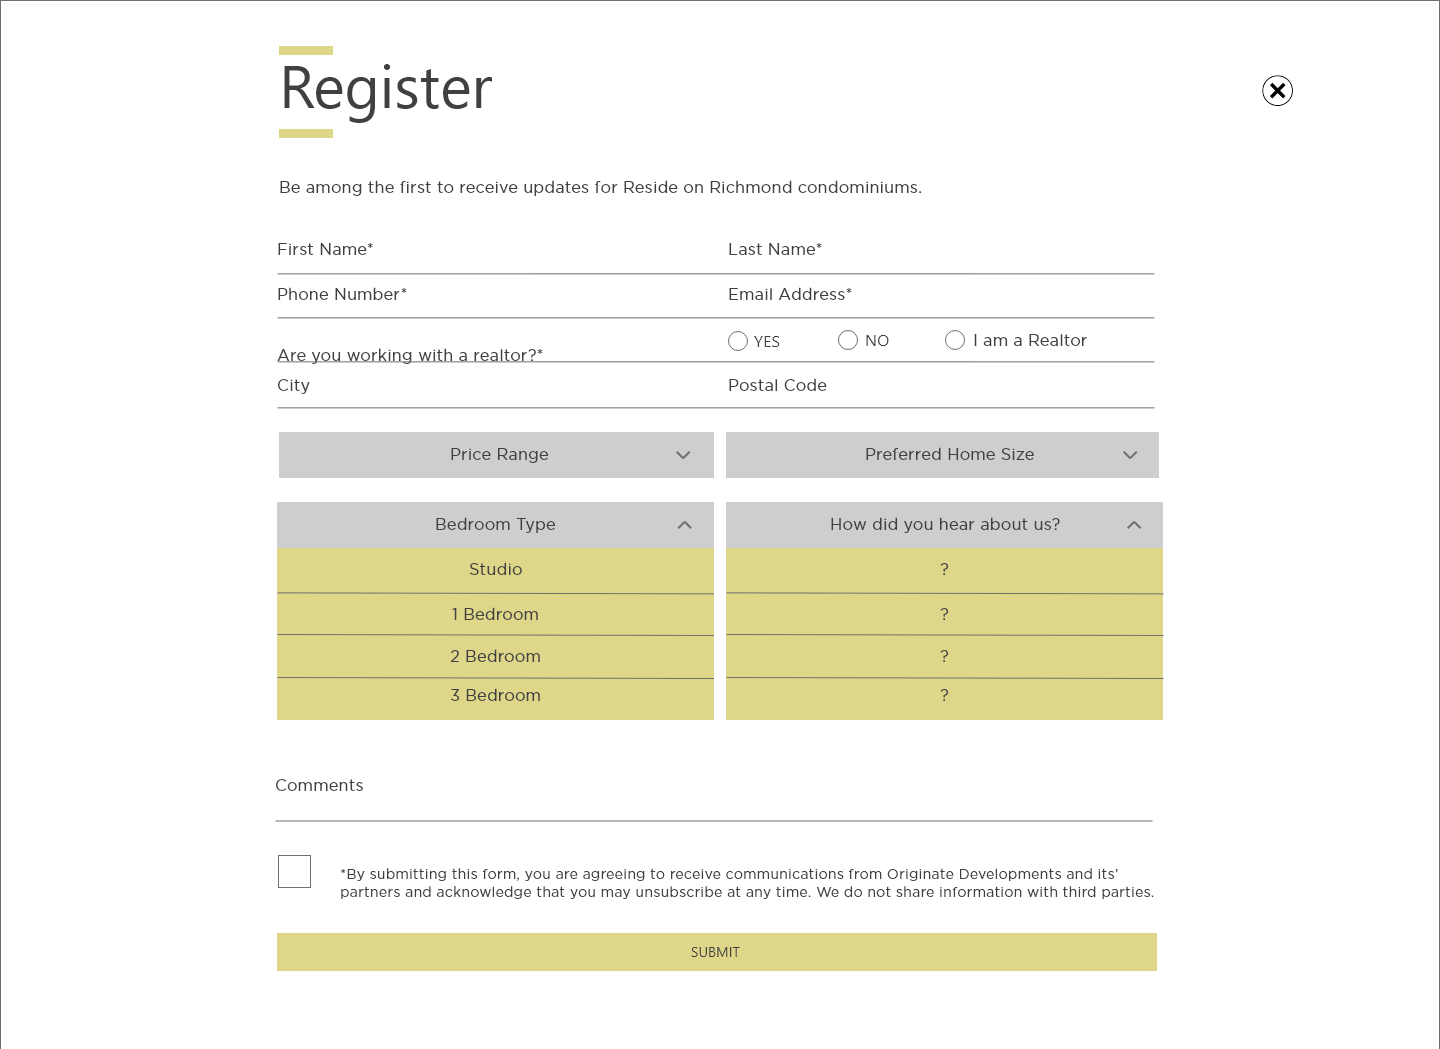 Register
Be among the first to receive updates for Reside on Richmond condominiums.
First Name* Last Name*
Phone Number* Email Address*
Are you working with a realtor?* YES NO I am a Realtor
City Postal Code
Price Range Preferred Home Size
Bedroom Type How did you hear about us?
Studio ?
1 Bedroom ?
2 Bedroom ?
3 Bedroom ?
Comments
*By submitting this form, you are agreeing to receive communications from Originate Developments and its’
partners and acknowledge that you may unsubscribe at any time. We do not share information with third parties.
SUBMIT